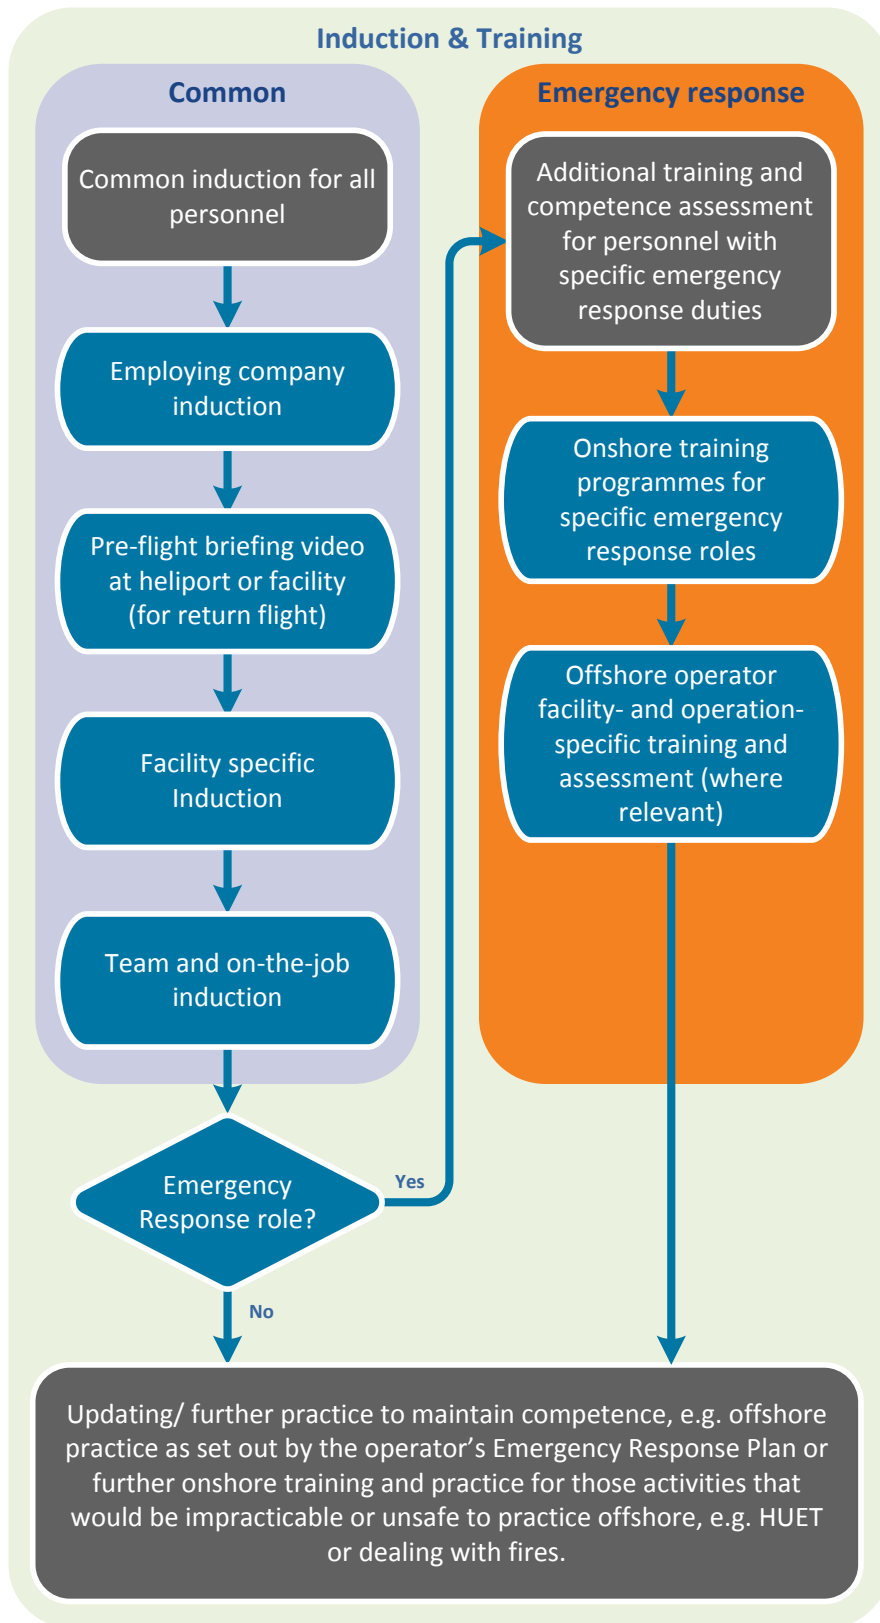 Induction & Training
Common
Common induction for all
personnel
Employing company
induction
Pre-flight briefing video
at heliport or facility
(for return flight)
Facility specific
Induction
Team and on-the-job
induction
Emergency
Response role?
Yes
No
Emergency response
Additional training and
competence assessment
for personnel with
specific emergency
response duties
Onshore training
programmes for
specific emergency
response roles
Offshore operator
facility- and operation-
specific training and
assessment (where
relevant)
Updating/ further practice to maintain competence, e.g. offshore
practice as set out by the operator’s Emergency Response Plan or
further onshore training and practice for those activities that
would be impracticable or unsafe to practice offshore, e.g. HUET
or dealing with fires.